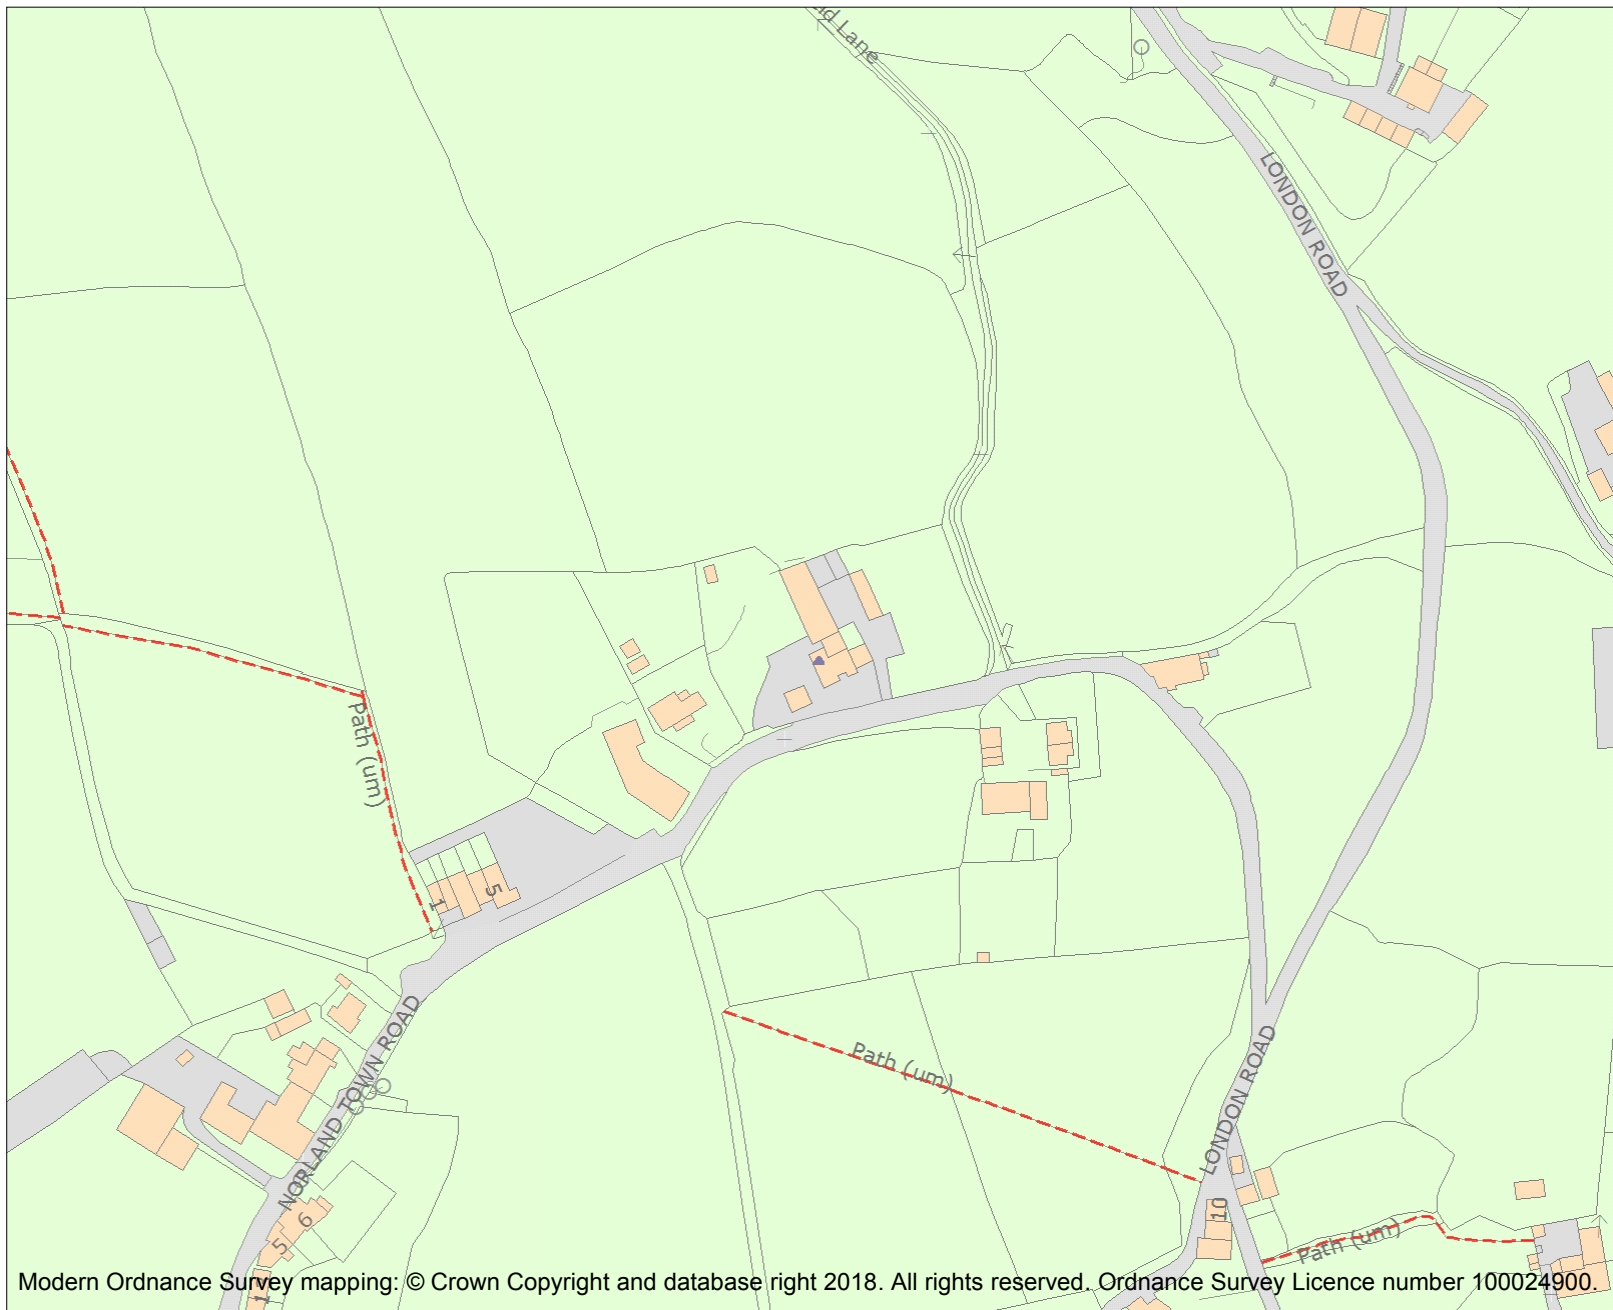 Lane
LONDON ROAD
Path (um)
1
5
NORLAND TOWN ROAD
Path (um)
LONDON ROAD
10
6
5
Path (um)
Modern Ordnance Survey mapping: © Crown Copyright and database right 2018. All rights reserved. Ordnance Survey Licence number 100024900.